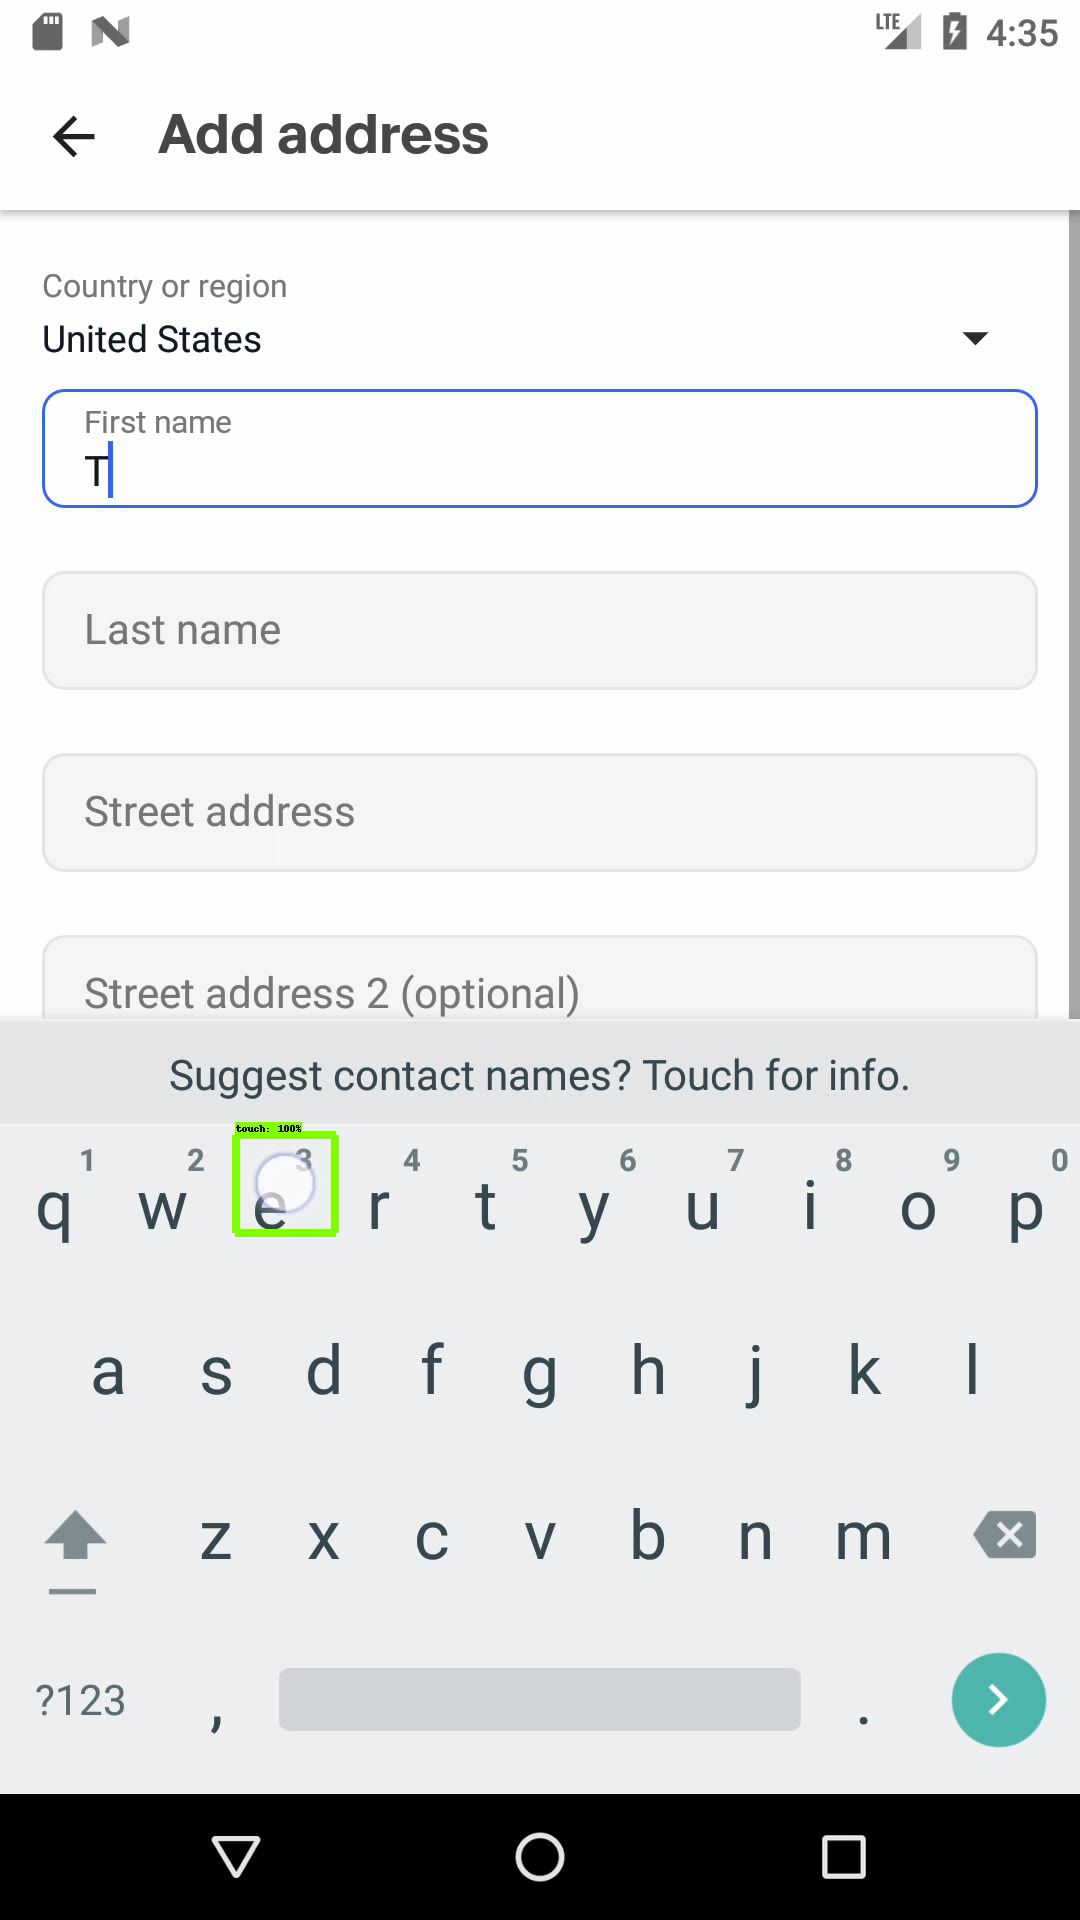 LTE 4:35
Add address
Country or region
United States
First name
T
Last name
Street address
Street address 2 (optional)
Suggest contact names? Touch for info.
touch: 100%
1 2 3 4 5 6 7 8 9 0
q w e r t y u i o p
a s d f g h j k l
z x c v b n m
?123 , .